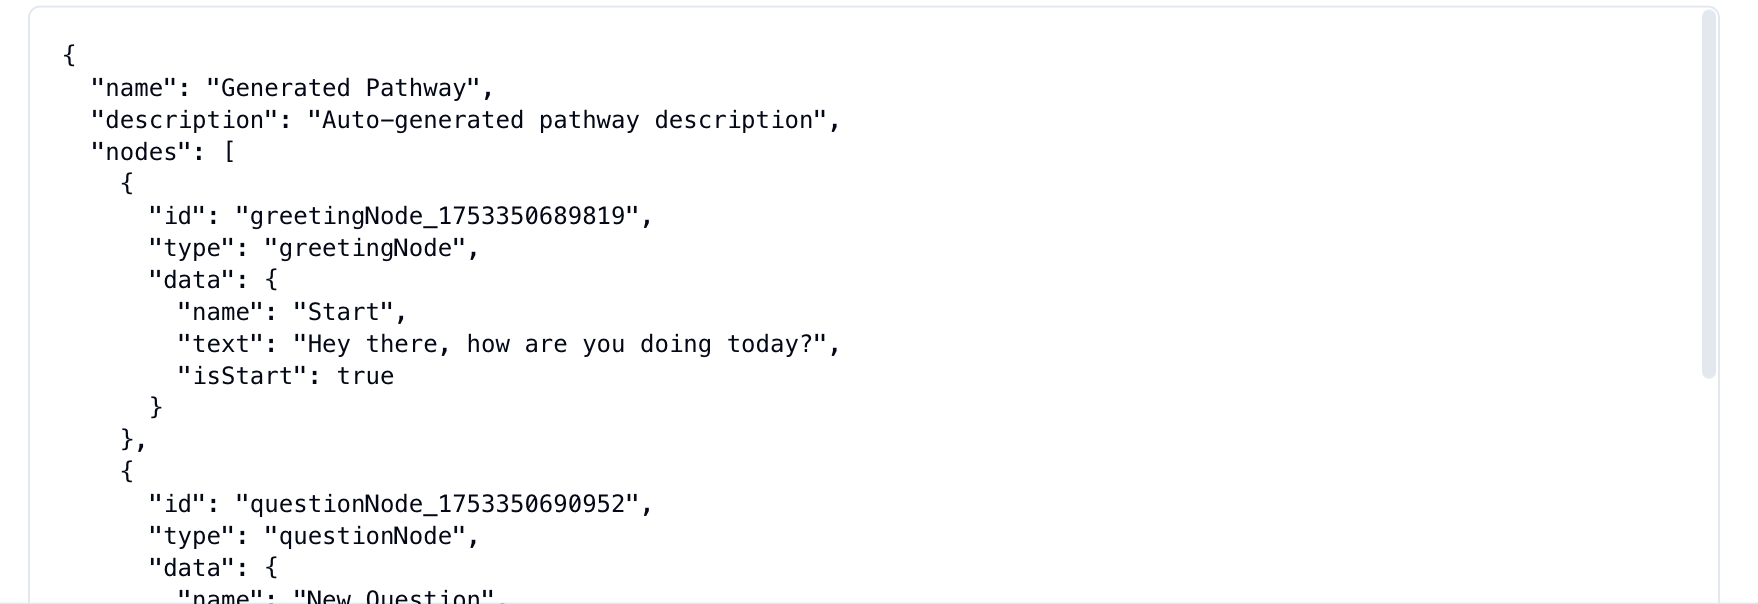 {
  "name": "Generated Pathway",
  "description": "Auto-generated pathway description",
  "nodes": [
    {
      "id": "greetingNode_1753350689819",
      "type": "greetingNode",
      "data": {
        "name": "Start",
        "text": "Hey there, how are you doing today?",
        "isStart": true
      }
    },
    {
      "id": "questionNode_1753350690952",
      "type": "questionNode",
      "data": {
        "name": "New Question",